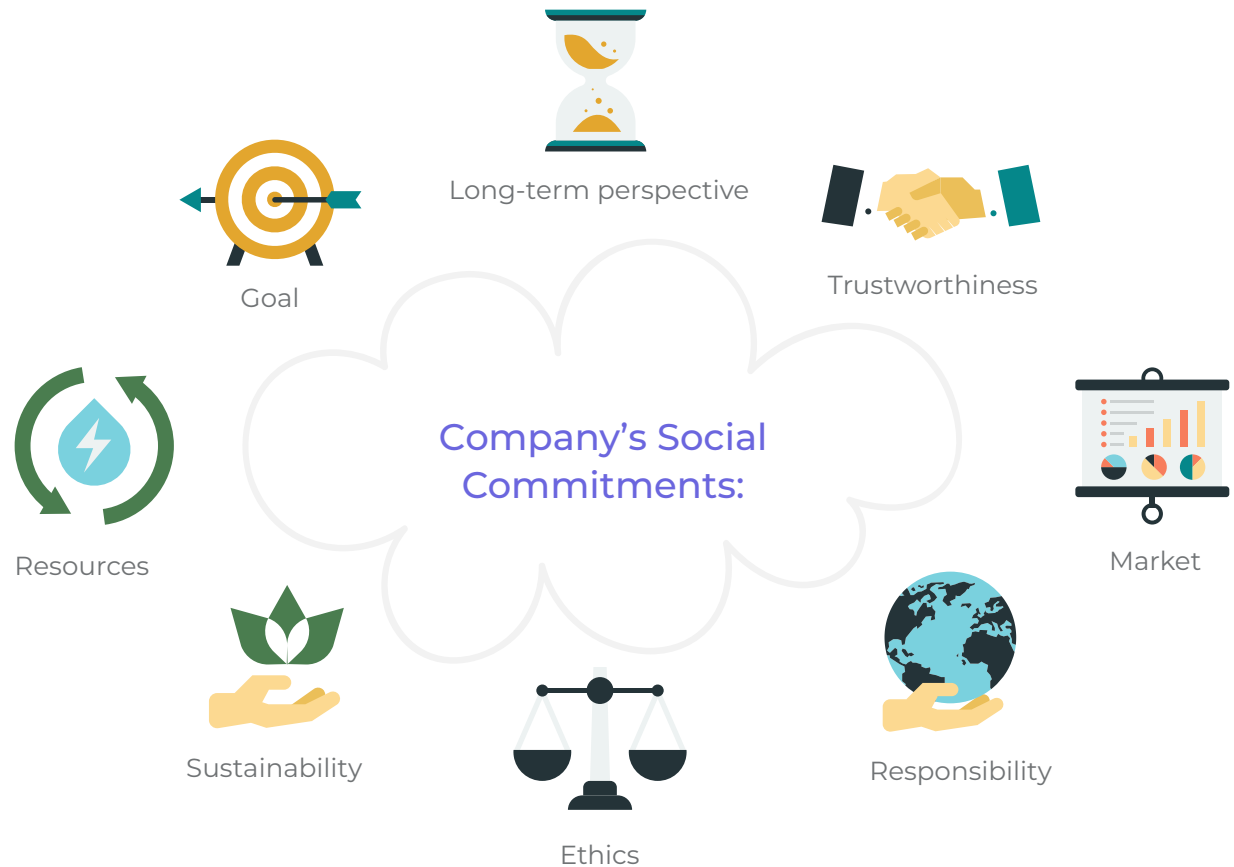 Long-term perspective
Goal
Trustworthiness
Company’s Social
Commitments:
Resources
Market
Sustainability
Responsibility
Ethics